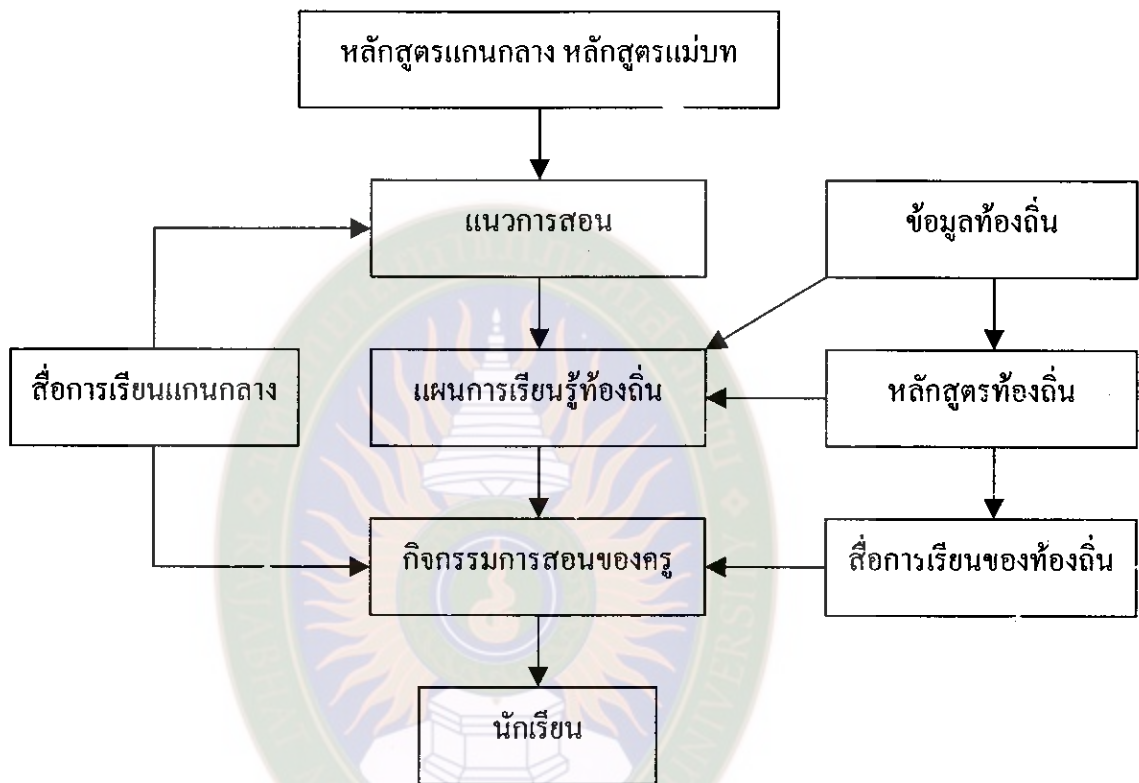 หลักสูตรแกนกลาง หลักสูตรแม่บท
แนวการสอน
ข้อมูลท้องถิ่น
สื่อการเรียนแกนกลาง
แผนการเรียนรู้ท้องถิ่น
หลักสูตรท้องถิ่น
กิจกรรมการสอนของครู
สื่อการเรียนของท้องถิ่น
นักเรียน
UNIVERSITY